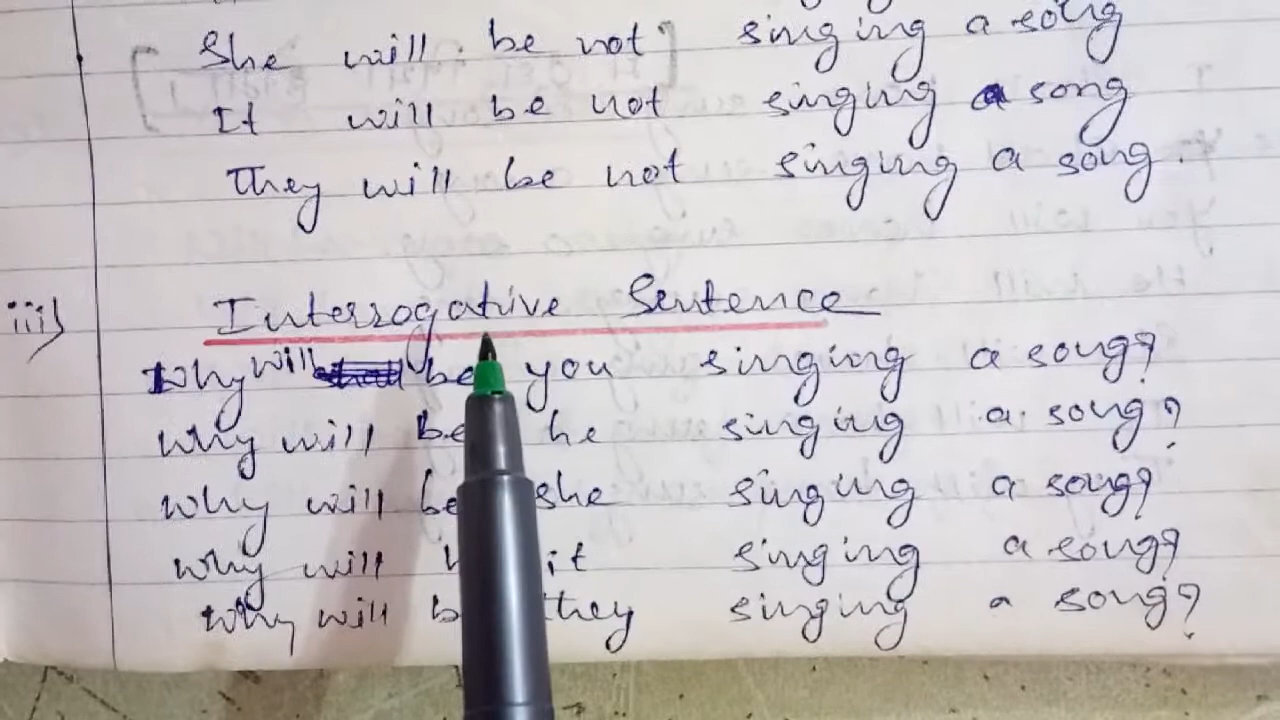 She will be not singing a song
It will be not singing a song
They will be not singing a song.
iii) Interrogative Sentence
Why will be you singing a song?
Why will be he singing a song?
Why will be she singing a song?
Why will it singing a song?
Why will they singing a song?